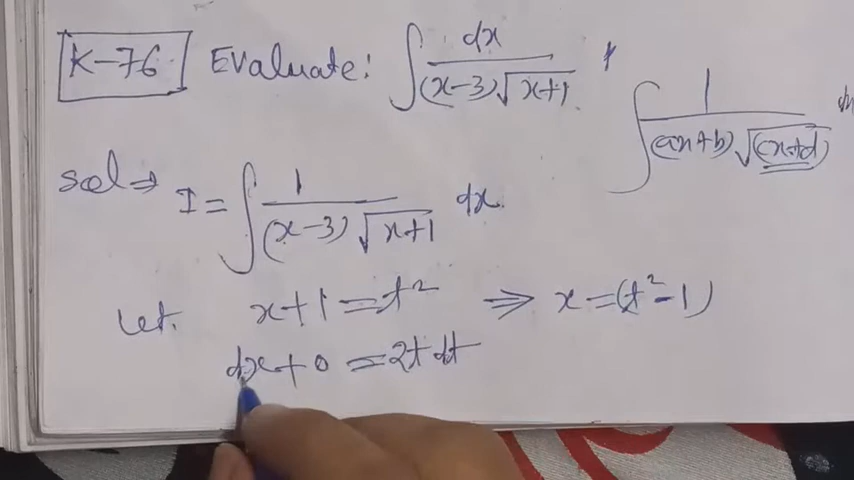 K-76 Evaluate: ∫ dx / (x-3)√x+1
∫ 1 / (ax+b) √(cx+d)
Sol ⇒ I = ∫ 1 / (x-3) √x+1 dx.
Let. x+1 = t² ⇒ x = (t²-1)
dx + 0 = 2t dt